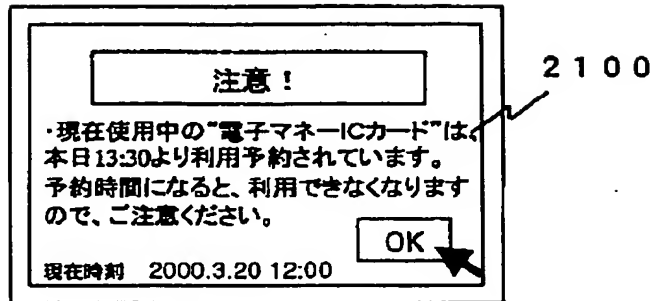 注意！
2100
・現在使用中の"電子マネーICカード"は、
本日13:30より利用予約されています。
予約時間になると、利用できなくなります
ので、ご注意ください。
OK
現在時刻 2000.3.20 12:00